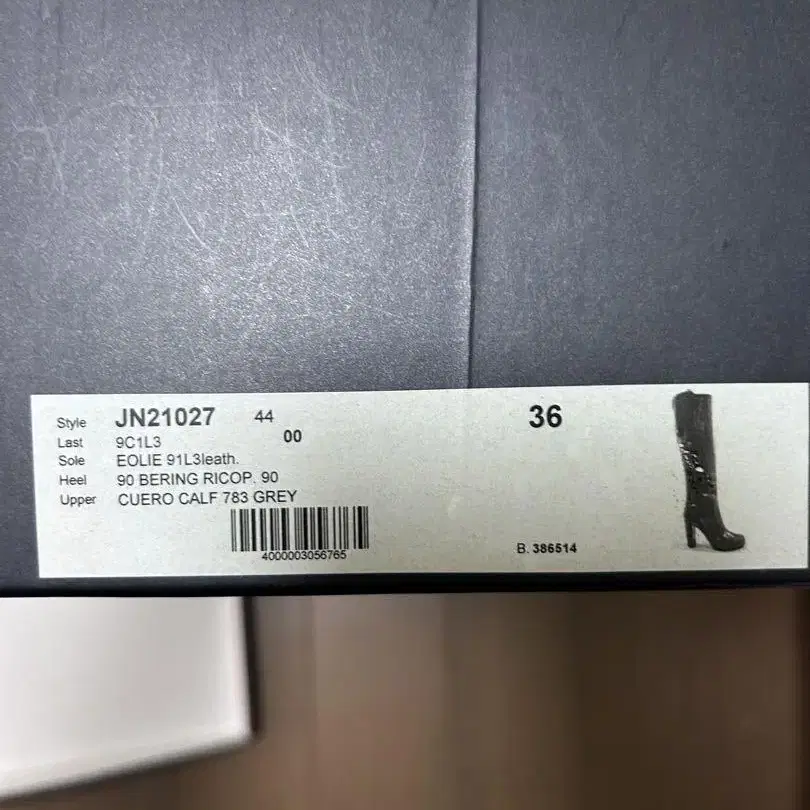 Style JN21027 44 36
Last 9C1L3 00
Sole EOLIE 91L3leath.
Heel 90 BERING RICOP. 90
Upper CUERO CALF 783 GREY
4000003056765
B. 386514